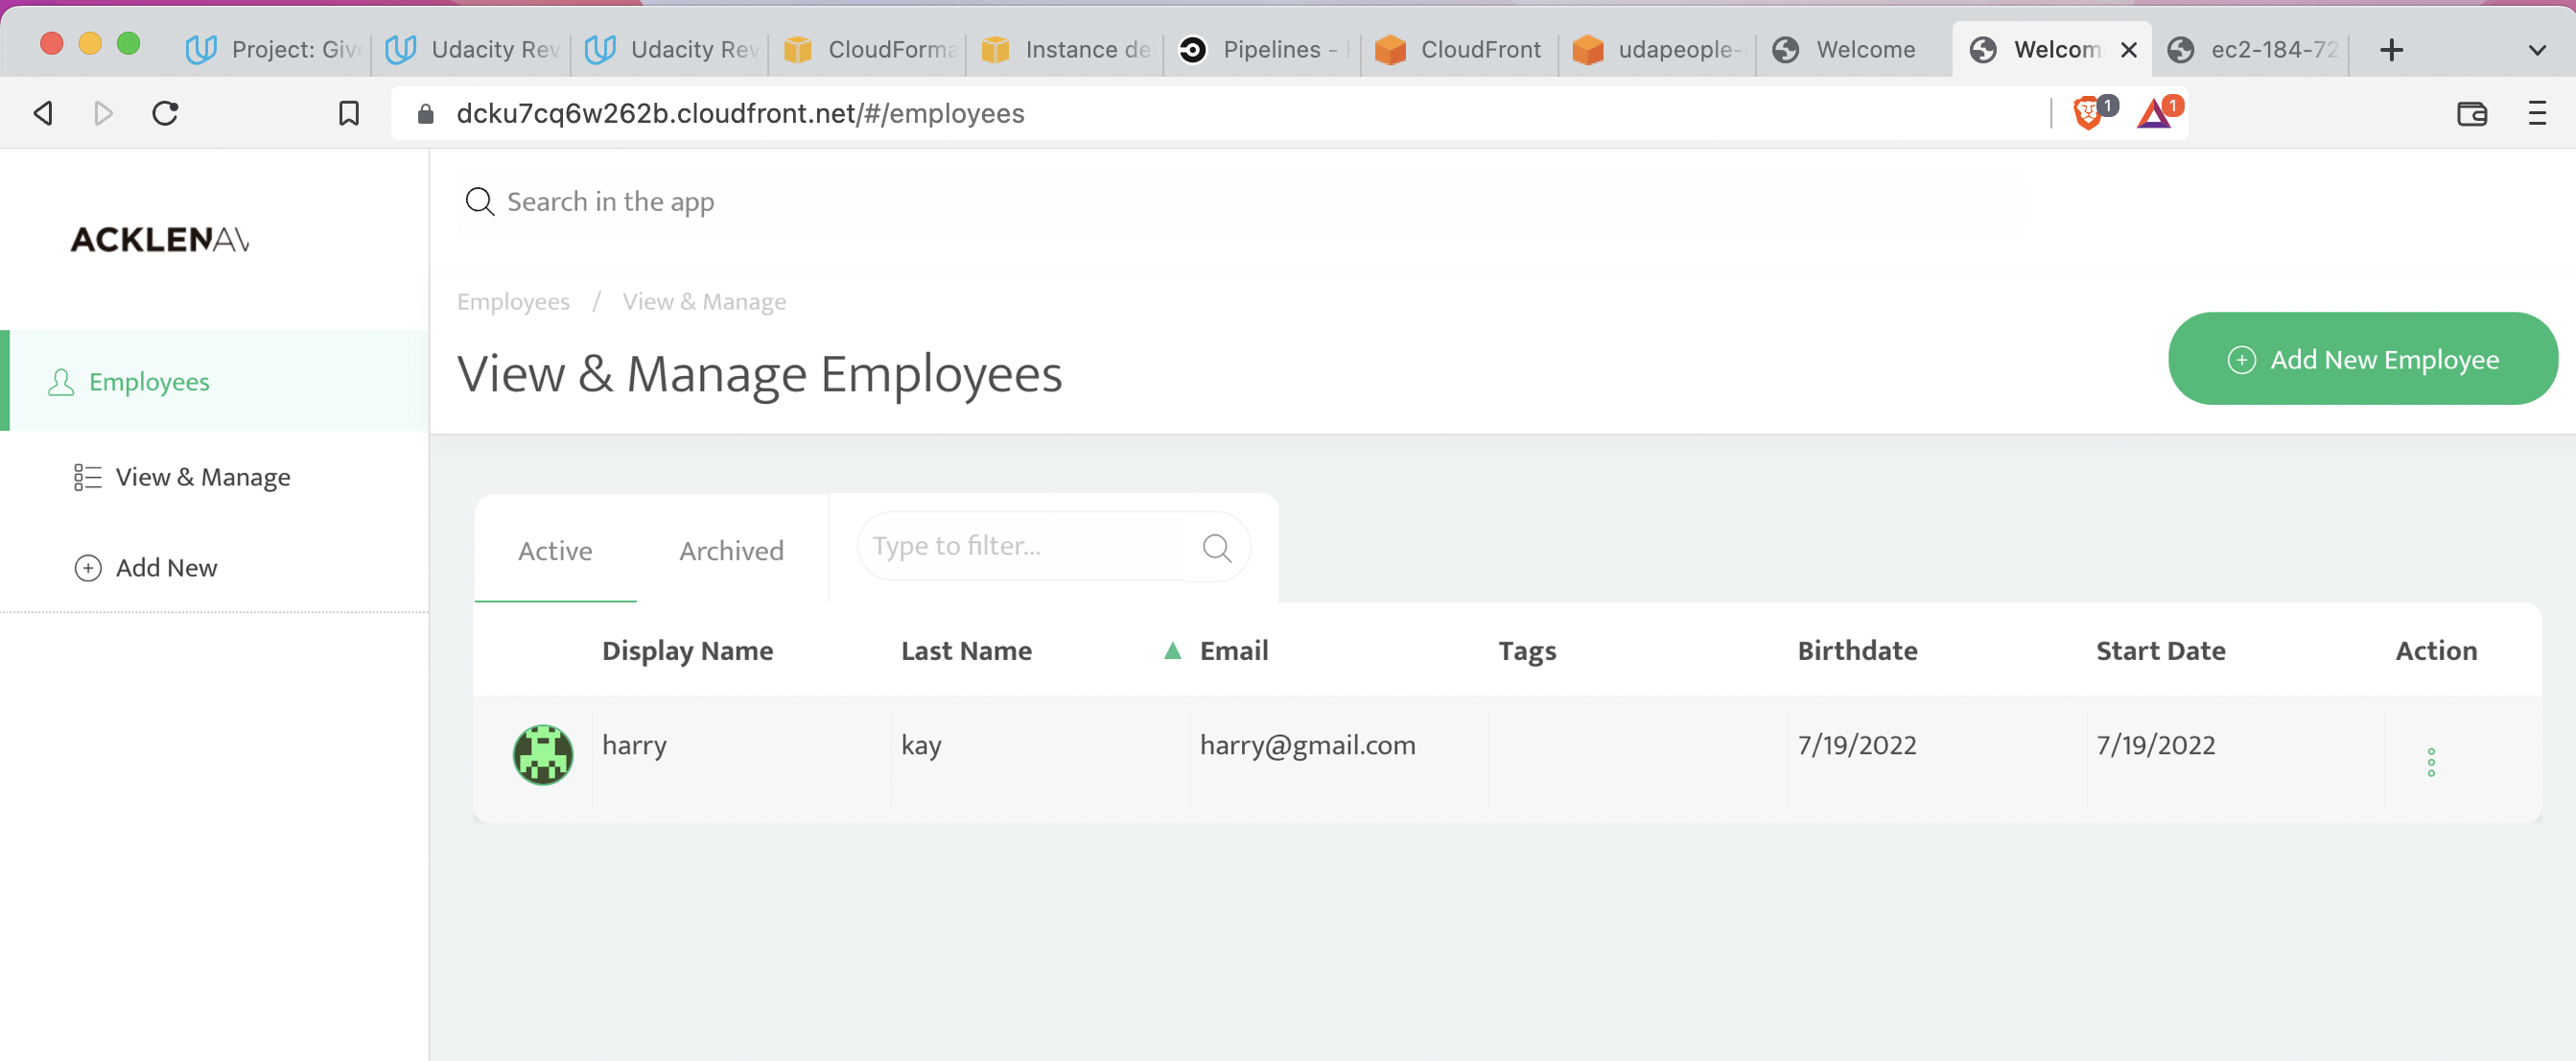 Project: Give
Udacity Rev
Udacity Rev
CloudForma
Instance de
Pipelines -
CloudFront
udapeople-
Welcome
Welcom
ec2-184-72
dcku7cq6w262b.cloudfront.net/#/employees
1
1
ACKLENAV
Search in the app
Employees / View & Manage
View & Manage Employees
Add New Employee
Employees
View & Manage
Add New
Active
Archived
Type to filter...
Display Name Last Name Email Tags Birthdate Start Date Action
harry kay harry@gmail.com 7/19/2022 7/19/2022